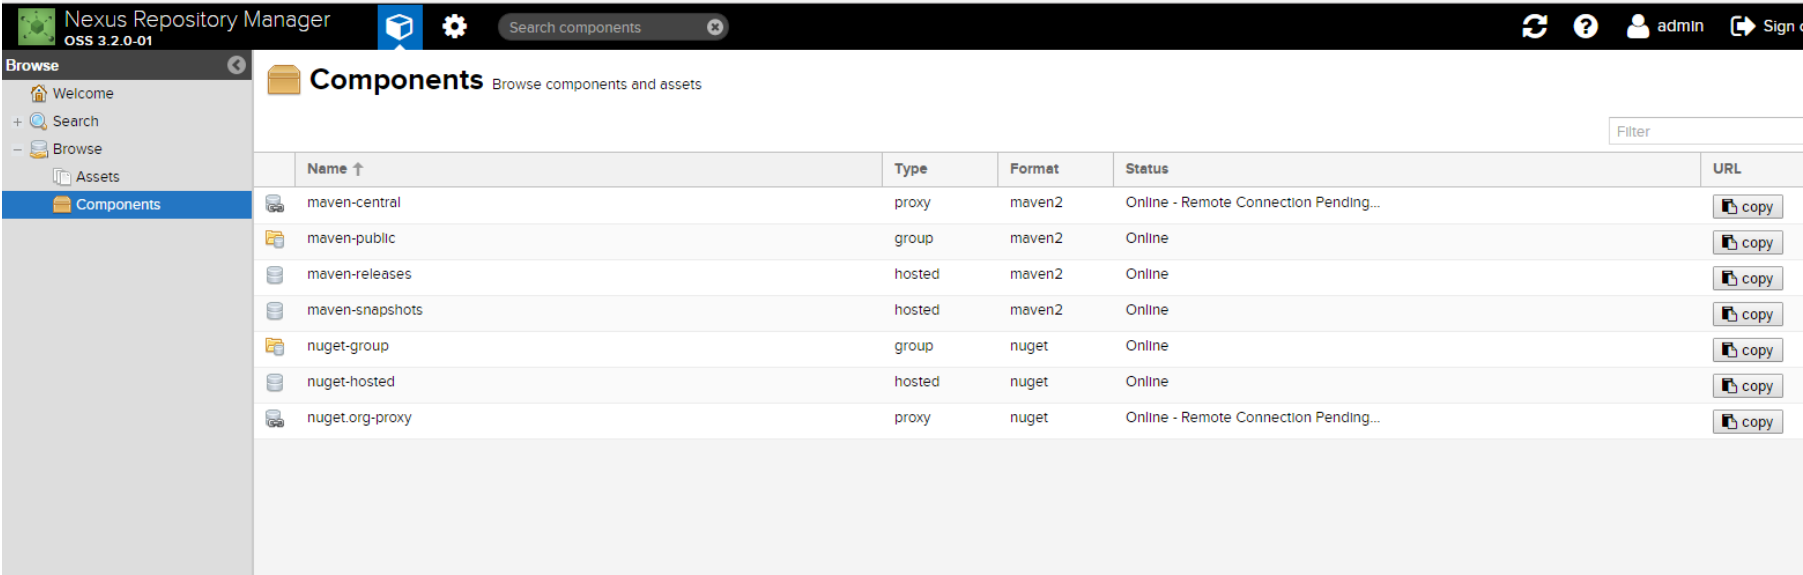 Nexus Repository Manager
OSS 3.2.0-01
Search components
admin
Sign
Browse
Welcome
Search
Browse
Assets
Components
Components Browse components and assets
Filter
Name Type Format Status URL
maven-central proxy maven2 Online - Remote Connection Pending... copy
maven-public group maven2 Online copy
maven-releases hosted maven2 Online copy
maven-snapshots hosted maven2 Online copy
nuget-group group nuget Online copy
nuget-hosted hosted nuget Online copy
nuget.org-proxy proxy nuget Online - Remote Connection Pending... copy